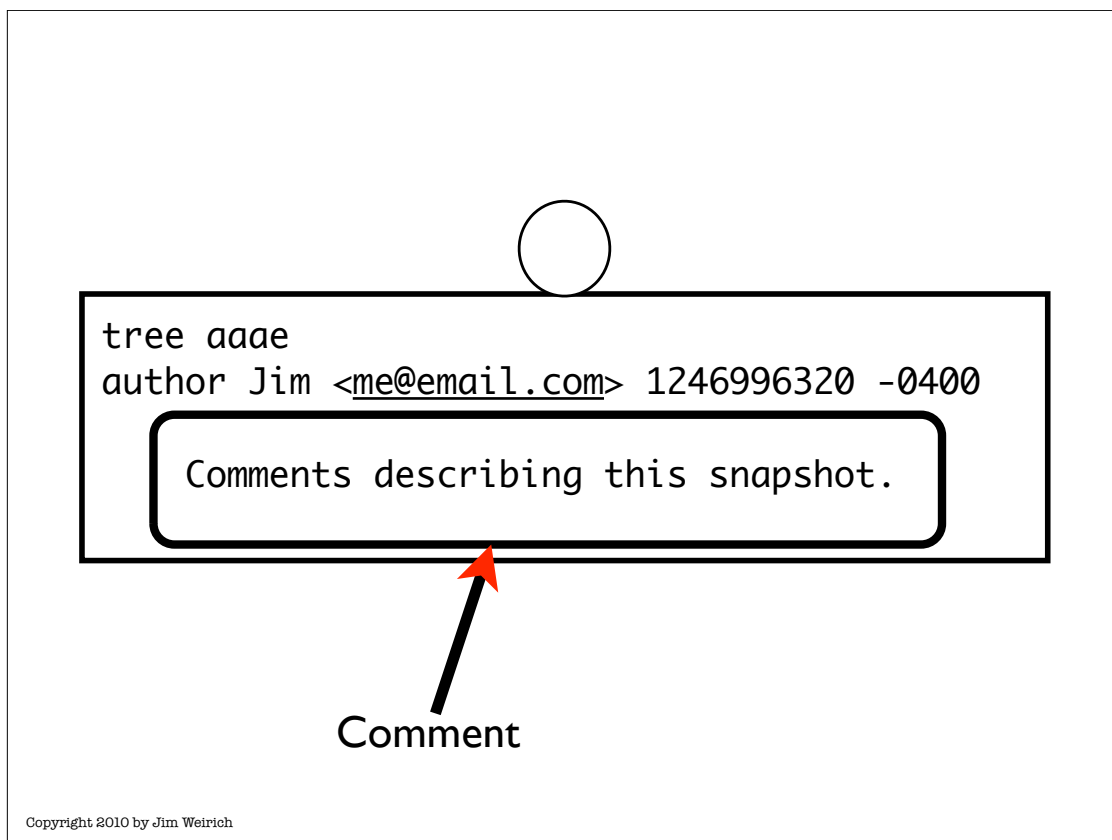 tree aaae
author Jim <me@email.com> 1246996320 -0400
Comments describing this snapshot.
Comment
Copyright 2010 by Jim Weirich